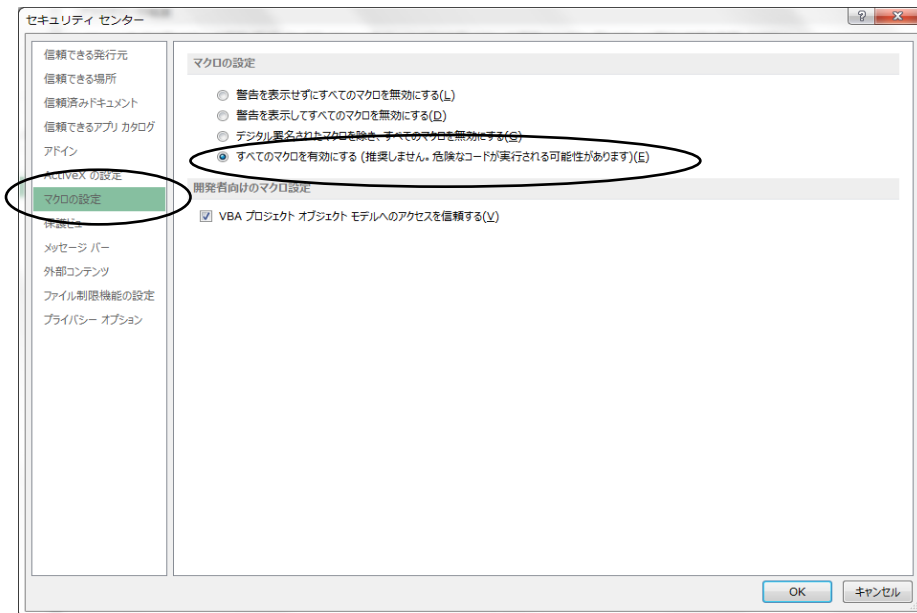 セキュリティ センター
信頼できる発行元
信頼できる場所
信頼済みドキュメント
信頼できるアプリ カタログ
アドイン
ActiveX の設定
マクロの設定
保護ビュー
メッセージ バー
外部コンテンツ
ファイル制限機能の設定
プライバシー オプション
マクロの設定
警告を表示せずにすべてのマクロを無効にする(L)
警告を表示してすべてのマクロを無効にする(D)
デジタル署名されたマクロを除き、すべてのマクロを無効にする(G)
すべてのマクロを有効にする (推奨しません。危険なコードが実行される可能性があります)(E)
開発者向けのマクロ設定
VBA プロジェクト オブジェクト モデルへのアクセスを信頼する(V)
OK
キャンセル